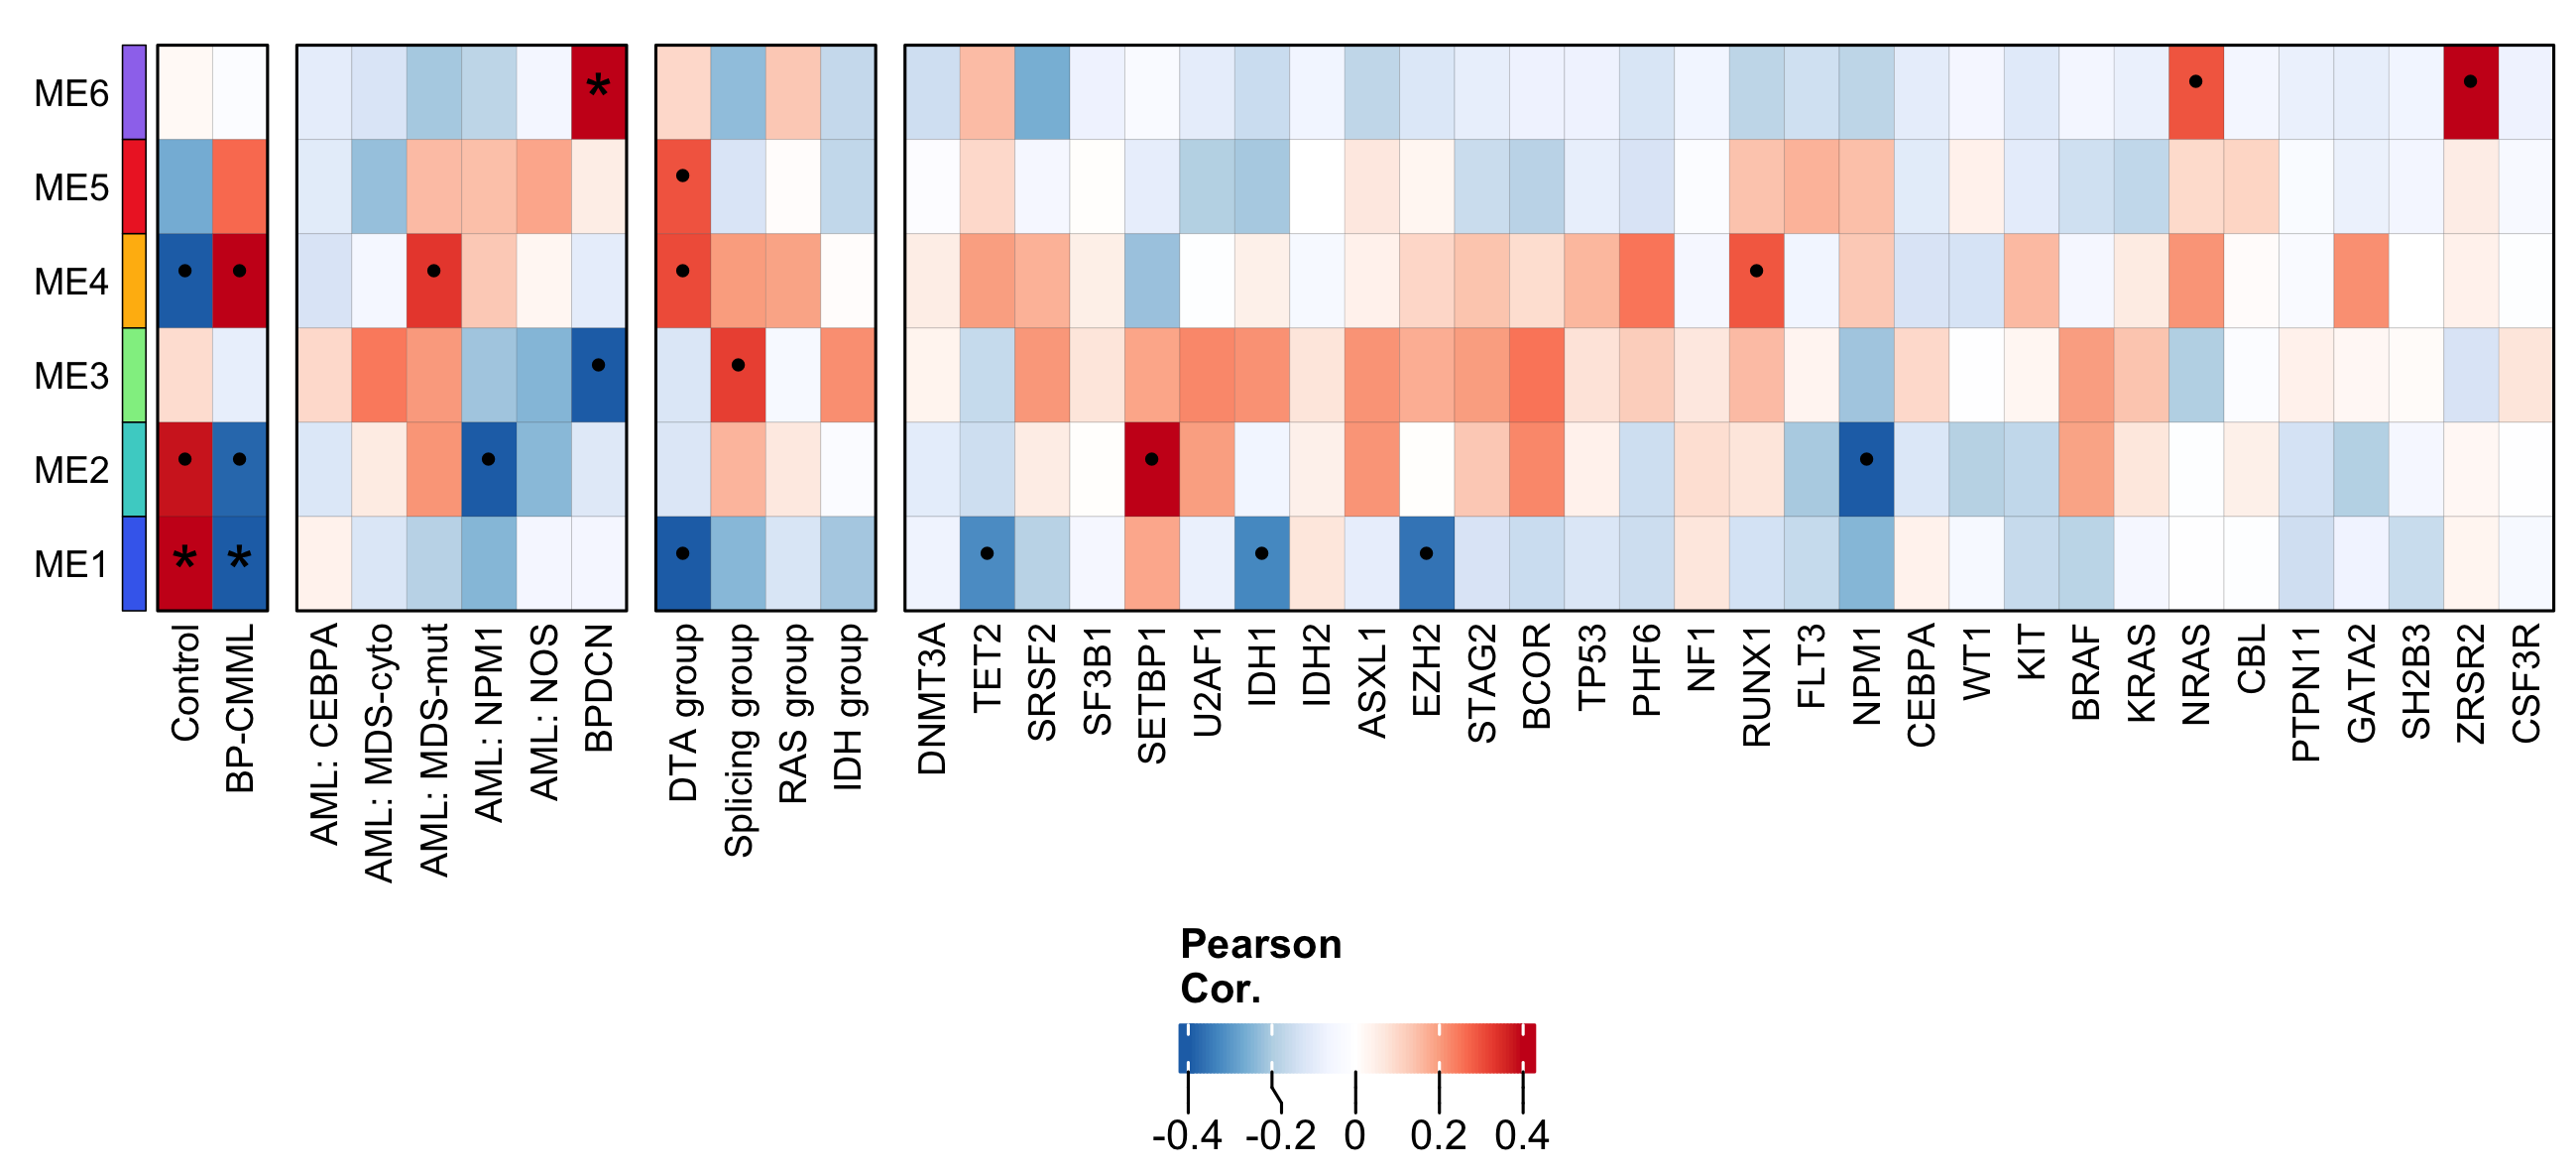 ME6
ME5
ME4
ME3
ME2
ME1
*
*
*
Control
BP-CMML
AML: CEBPA
AML: MDS-cyto
AML: MDS-mut
AML: NPM1
AML: NOS
BPDCN
DTA group
Splicing group
RAS group
IDH group
DNMT3A
TET2
SRSF2
SF3B1
SETBP1
U2AF1
IDH1
IDH2
ASXL1
EZH2
STAG2
BCOR
TP53
PHF6
NF1
RUNX1
FLT3
NPM1
CEBPA
WT1
KIT
BRAF
KRAS
NRAS
CBL
PTPN11
GATA2
SH2B3
ZRSR2
CSF3R
Pearson
Cor.
-0.4 -0.2 0 0.2 0.4